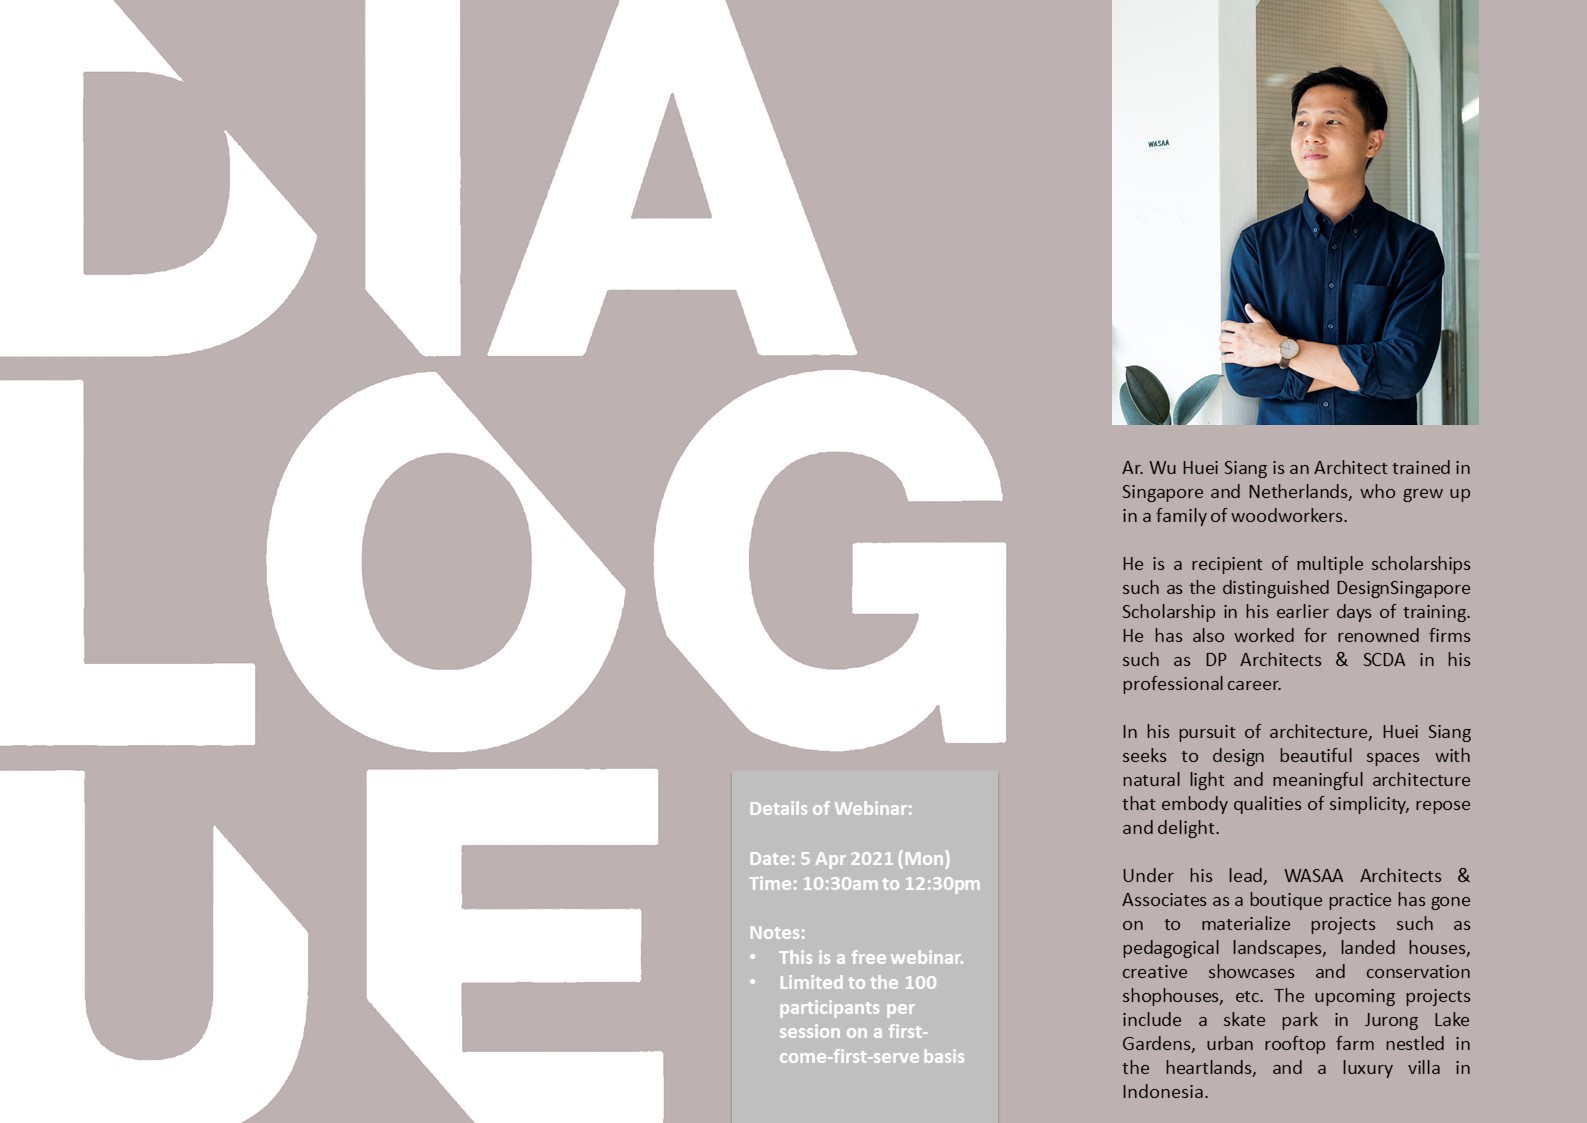 DIA
LOG
UE
WASAA
Ar. Wu Huei Siang is an Architect trained in
Singapore and Netherlands, who grew up
in a family of woodworkers.
He is a recipient of multiple scholarships
such as the distinguished DesignSingapore
Scholarship in his earlier days of training.
He has also worked for renowned firms
such as DP Architects & SCDA in his
professional career.
In his pursuit of architecture, Huei Siang
seeks to design beautiful spaces with
natural light and meaningful architecture
that embody qualities of simplicity, repose
and delight.
Under his lead, WASAA Architects &
Associates as a boutique practice has gone
on to materialize projects such as
pedagogical landscapes, landed houses,
creative showcases and conservation
shophouses, etc. The upcoming projects
include a skate park in Jurong Lake
Gardens, urban rooftop farm nestled in
the heartlands, and a luxury villa in
Indonesia.
Details of Webinar:
Date: 5 Apr 2021 (Mon)
Time: 10:30am to 12:30pm
Notes:
• This is a free webinar.
• Limited to the 100
participants per
session on a first-
come-first-serve basis